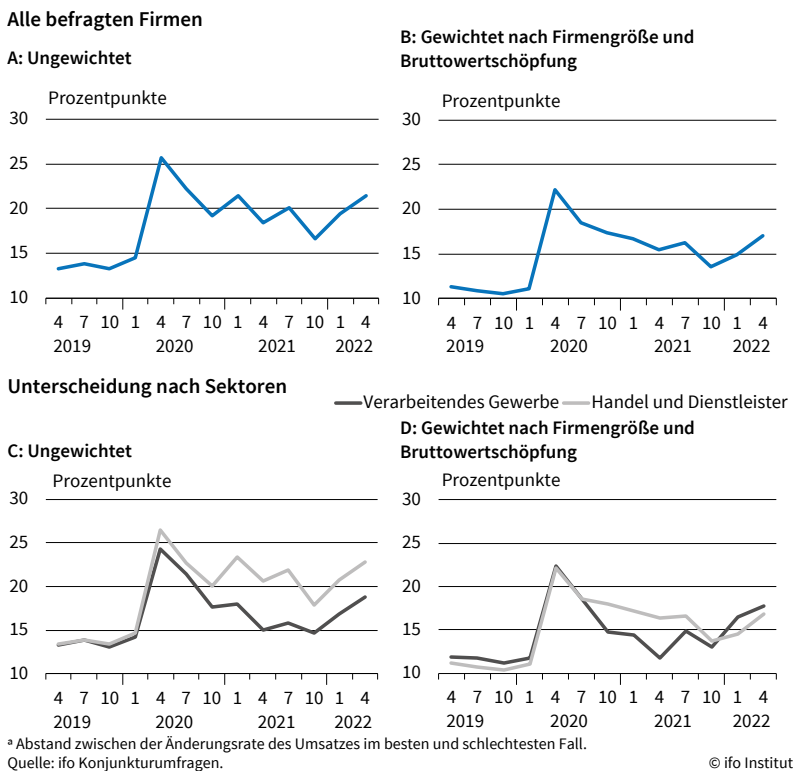 Alle befragten Firmen
A: Ungewichtet
B: Gewichtet nach Firmengröße und
Bruttowertschöpfung
Prozentpunkte
30
25
20
15
10
4 7 10 1 4 7 10 1 4 7 10 1 4
2019 2020 2021 2022
Prozentpunkte
30
25
20
15
10
4 7 10 1 4 7 10 1 4 7 10 1 4
2019 2020 2021 2022
Unterscheidung nach Sektoren
Verarbeitendes Gewerbe Handel und Dienstleister
C: Ungewichtet
D: Gewichtet nach Firmengröße und
Bruttowertschöpfung
Prozentpunkte
30
25
20
15
10
4 7 10 1 4 7 10 1 4 7 10 1 4
2019 2020 2021 2022
Prozentpunkte
30
25
20
15
10
4 7 10 1 4 7 10 1 4 7 10 1 4
2019 2020 2021 2022
ᵃ Abstand zwischen der Änderungsrate des Umsatzes im besten und schlechtesten Fall.
Quelle: ifo Konjunkturumfragen. © ifo Institut